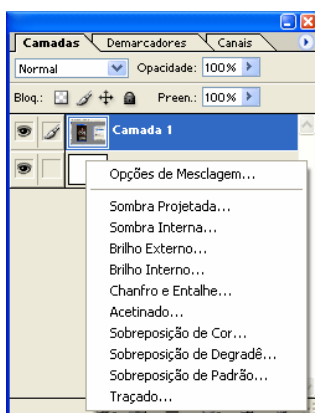 Camadas Demarcadores Canais
Normal Opacidade: 100%
Bloq.: Preen.: 100%
Camada 1
Opções de Mesclagem...
Sombra Projetada...
Sombra Interna...
Brilho Externo...
Brilho Interno...
Chanfro e Entalhe...
Acetinado...
Sobreposição de Cor...
Sobreposição de Degradê...
Sobreposição de Padrão...
Traçado...